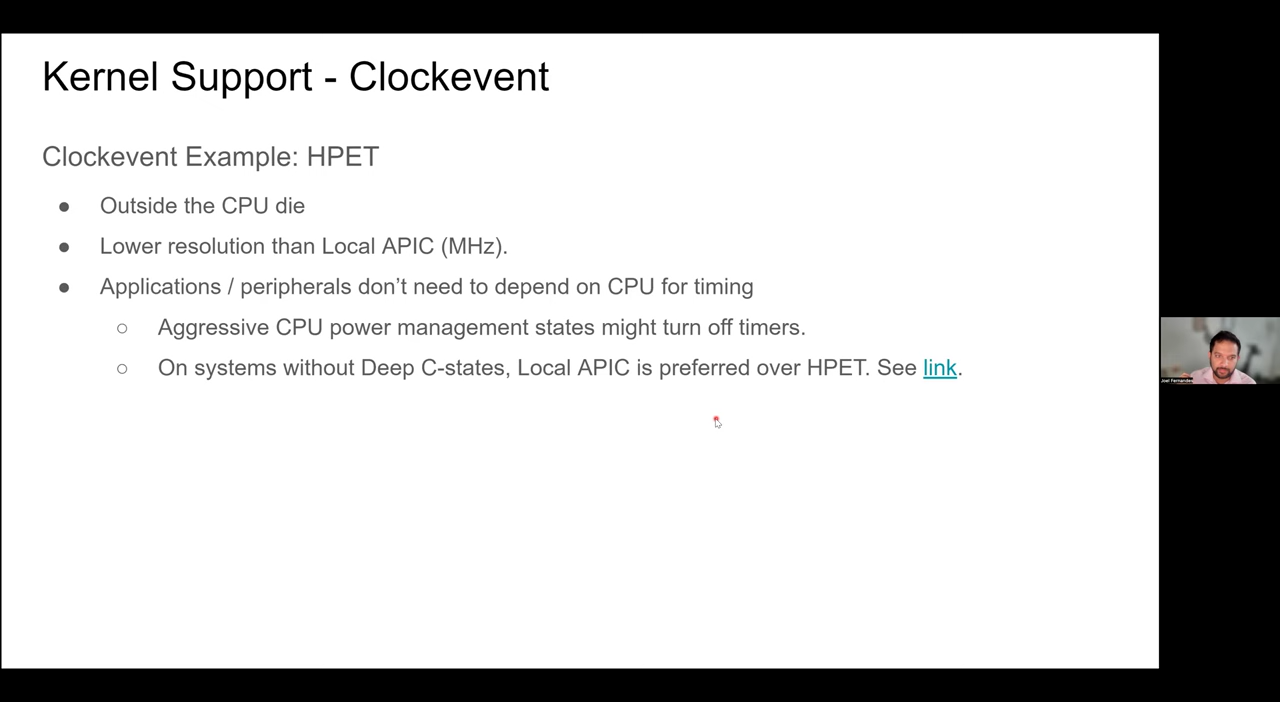 Kernel Support - Clockevent
Clockevent Example: HPET
● Outside the CPU die
● Lower resolution than Local APIC (MHz).
● Applications / peripherals don’t need to depend on CPU for timing
○ Aggressive CPU power management states might turn off timers.
○ On systems without Deep C-states, Local APIC is preferred over HPET. See link.
Joel Fernandes